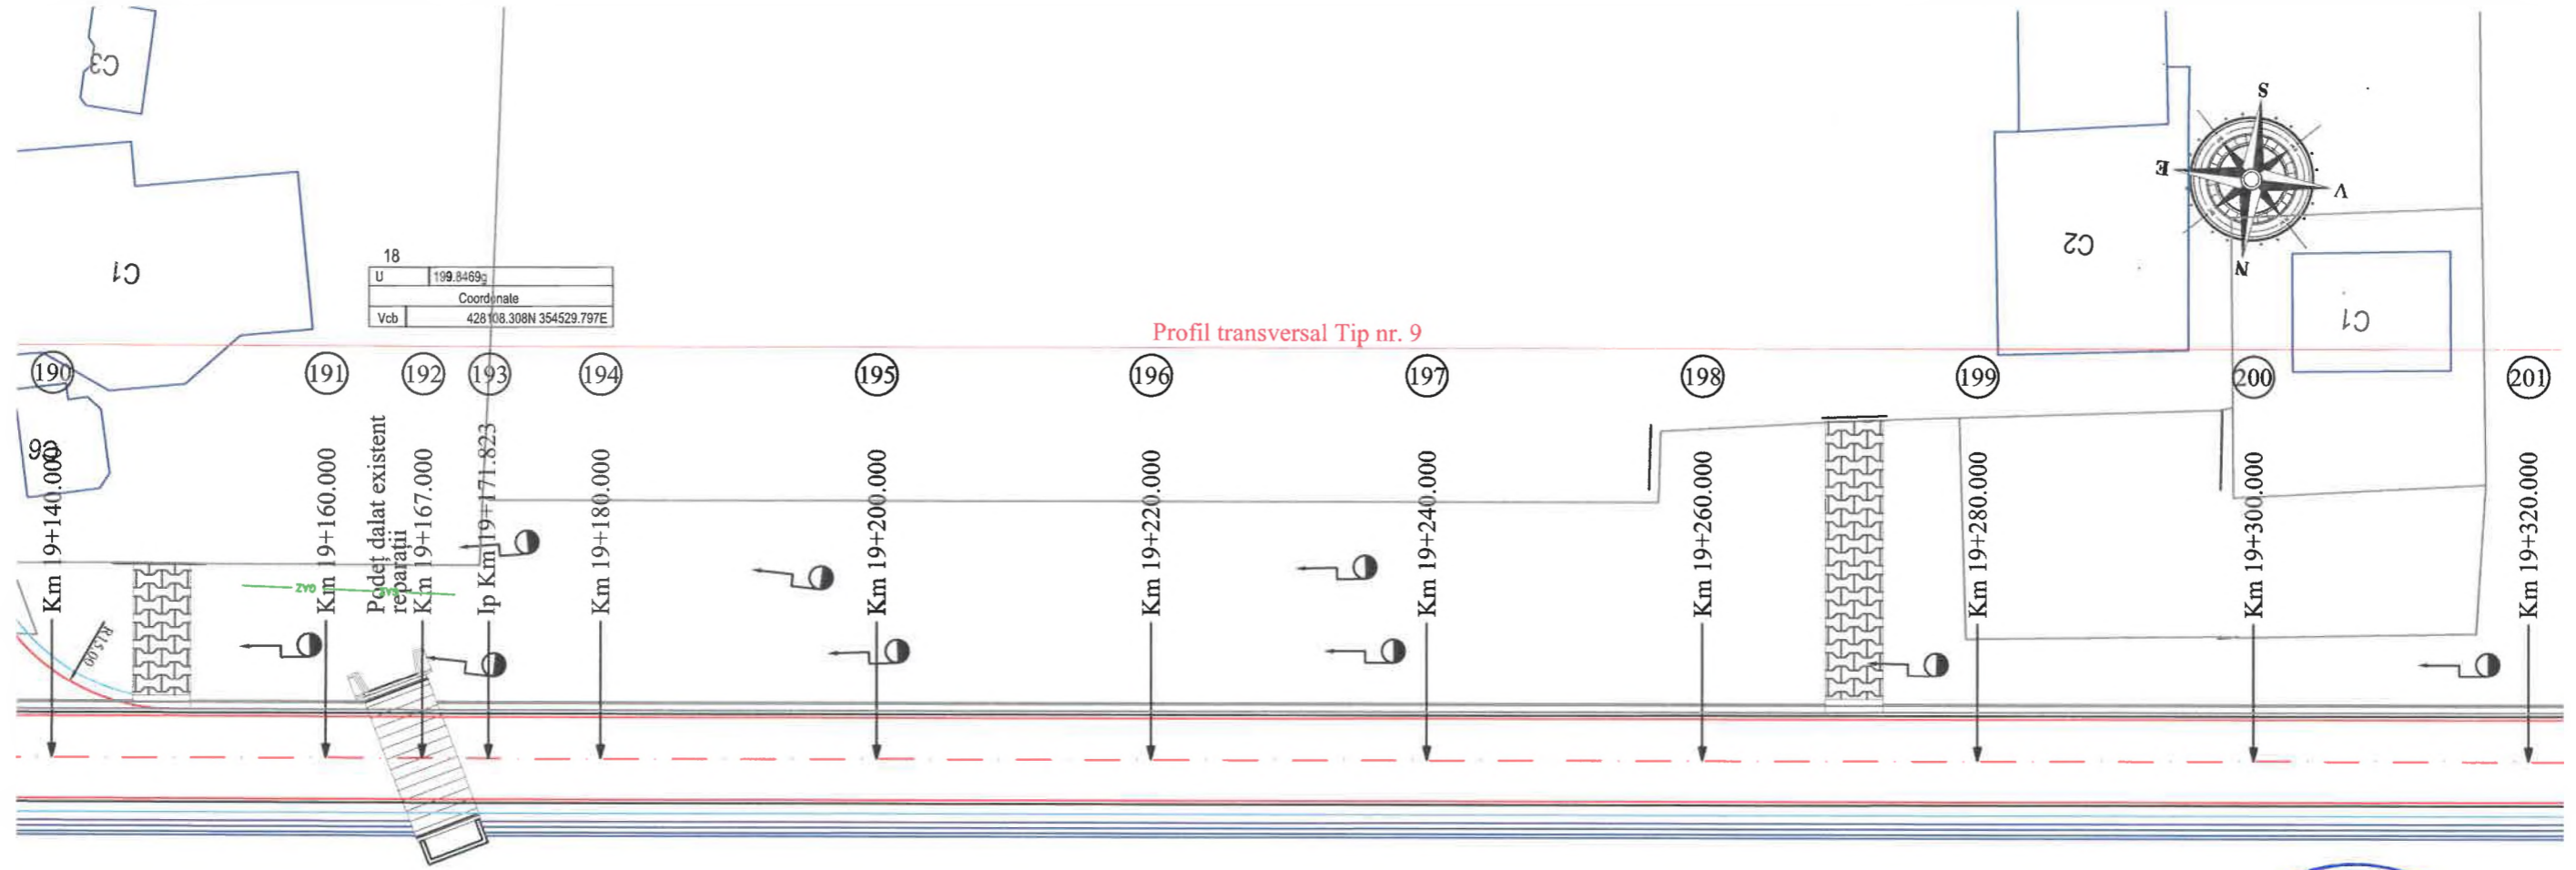 C3
C1
18
U 199.8469g
Coordonate
Vcb 428108.308N 354529.797E
Profil transversal Tip nr. 9
S
E
V
N
C2
C1
190
191
192
193
194
195
196
197
198
199
200
201
Km 19+140.000
Km 19+160.000
Podeț dalat existent
reparații
Km 19+167.000
Ip Km 19+171.823
Km 19+180.000
Km 19+200.000
Km 19+220.000
Km 19+240.000
Km 19+260.000
Km 19+280.000
Km 19+300.000
Km 19+320.000
GAZ
GAZ
R15.00